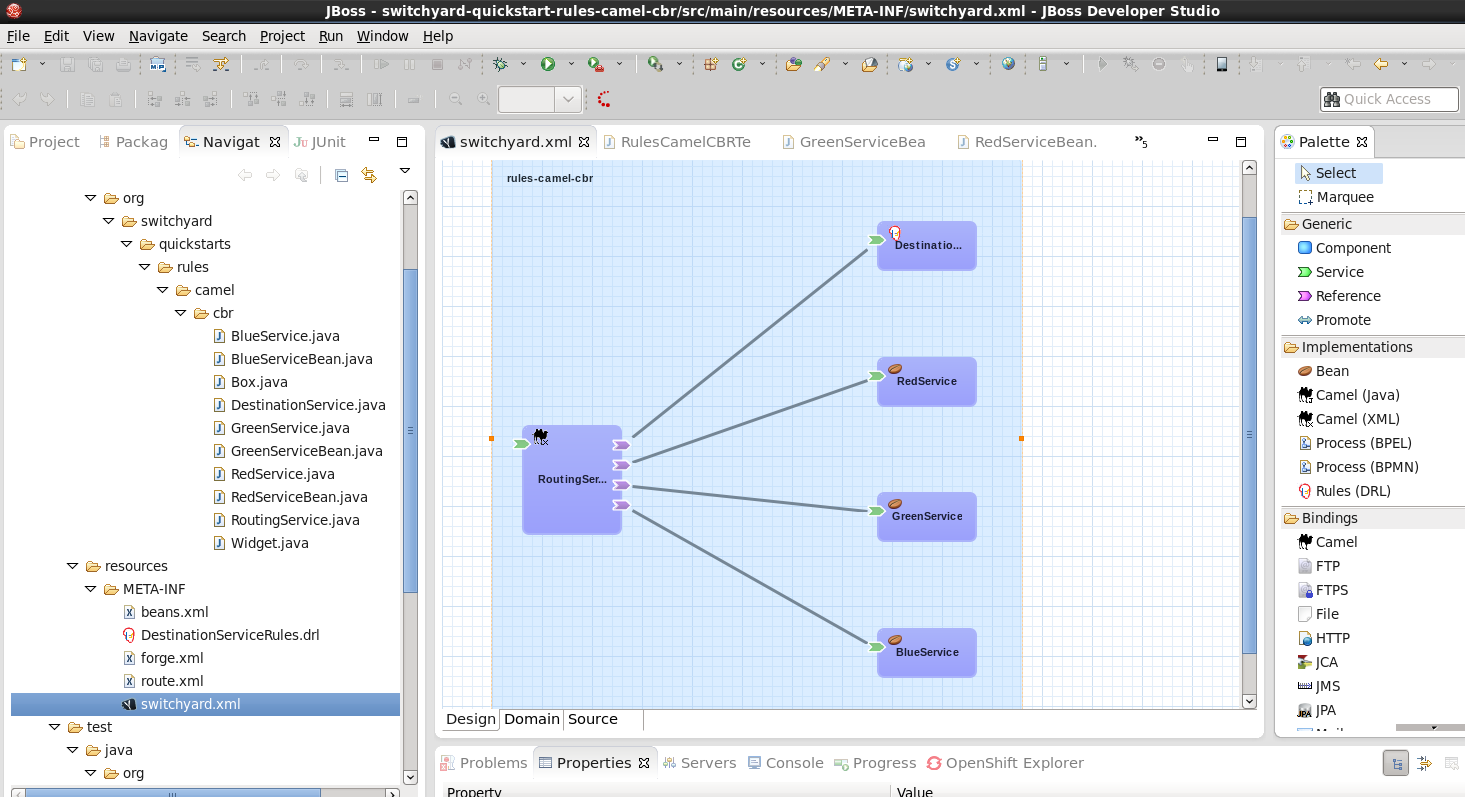 JBoss - switchyard-quickstart-rules-camel-cbr/src/main/resources/META-INF/switchyard.xml - JBoss Developer Studio
File Edit View Navigate Search Project Run Window Help
Quick Access
Project Packag Navigat JUnit
org
switchyard
quickstarts
rules
camel
cbr
BlueService.java
BlueServiceBean.java
Box.java
DestinationService.java
GreenService.java
GreenServiceBean.java
RedService.java
RedServiceBean.java
RoutingService.java
Widget.java
resources
META-INF
beans.xml
DestinationServiceRules.drl
forge.xml
route.xml
switchyard.xml
test
java
org
switchyard.xml RulesCamelCBRTe GreenServiceBea RedServiceBean. »5
rules-camel-cbr
Destinatio...
RedService
RoutingSer...
GreenService
BlueService
Design Domain Source
Palette
Select
Marquee
Generic
Component
Service
Reference
Promote
Implementations
Bean
Camel (Java)
Camel (XML)
Process (BPEL)
Process (BPMN)
Rules (DRL)
Bindings
Camel
FTP
FTPS
File
HTTP
JCA
JMS
JPA
Problems Properties Servers Console Progress OpenShift Explorer
Property Value